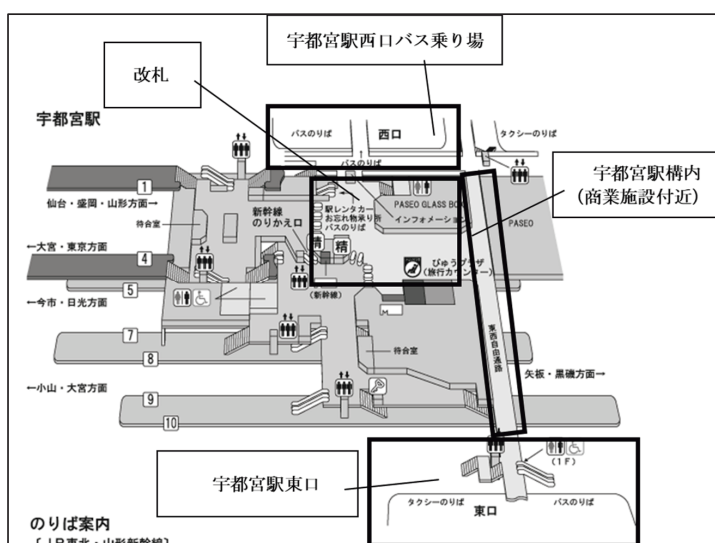 宇都宮駅西口バス乗り場
改札
宇都宮駅
バスのりば
西口
タクシーのりば
バスのりば
宇都宮駅構内
(商業施設付近)
1
仙台・盛岡・山形方面→
待合室
新幹線
のりかえ口
駅レンタカー
お忘れ物承り所
バスのりば
PASEO GLASS BOX
インフォメーション
PASEO
←大宮・東京方面
4
精
精
(新幹線)
びゅうプラザ
(旅行カウンター)
5
←今市・日光方面
7
8
待合室
東西自由通路
矢板・黒磯方面→
←小山・大宮方面
9
10
(1F)
宇都宮駅東口
タクシーのりば
東口
バスのりば
のりば案内